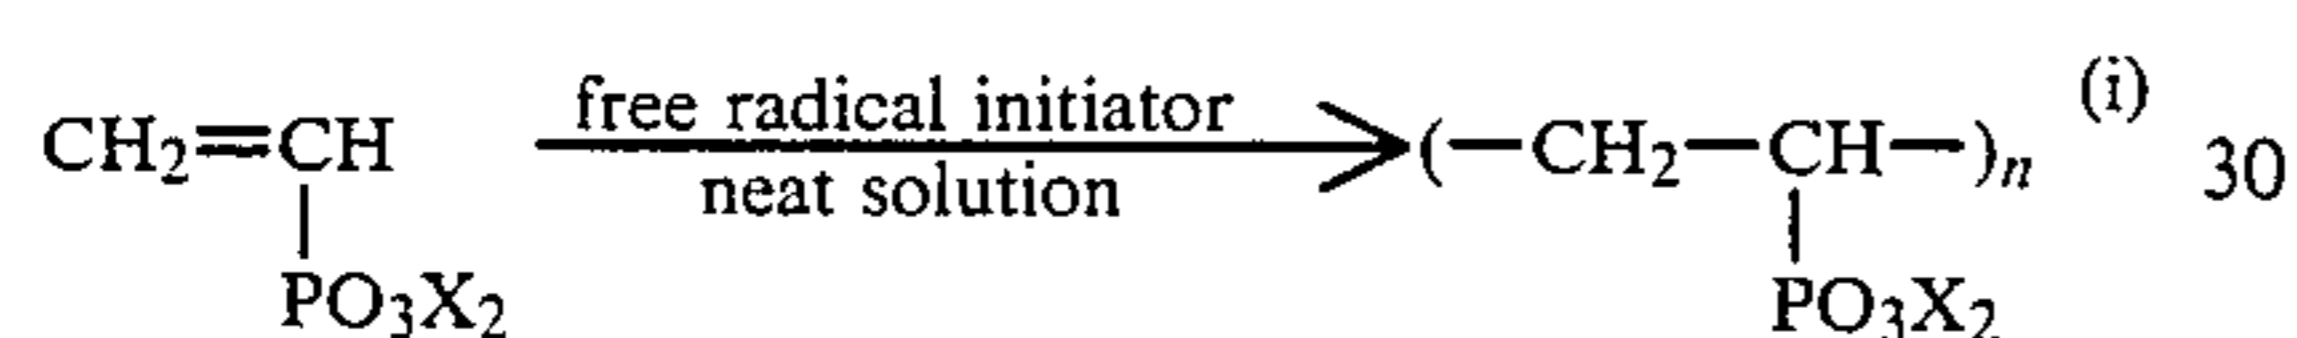 (i)
CH2=CH free radical initiator (—CH2—CH—)n 30
neat solution
PO3X2 PO3X2